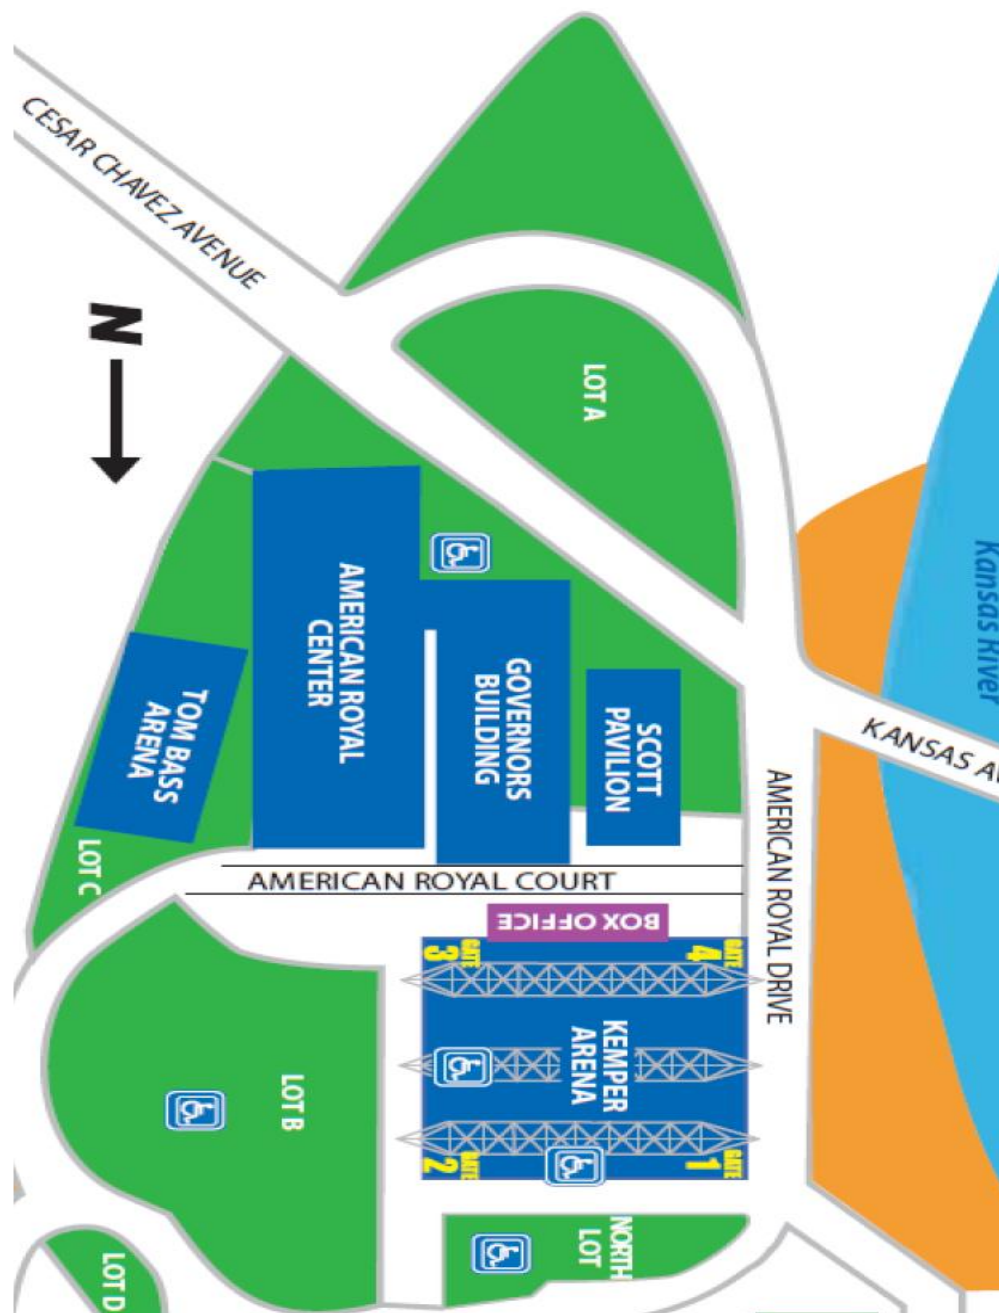 CESAR CHAVEZ AVENUE
N
LOT A
Kansas River
AMERICAN ROYAL
CENTER
GOVERNORS
BUILDING
SCOTT
PAVILION
TOM BASS
ARENA
KANSAS AV
AMERICAN ROYAL DRIVE
LOT C
AMERICAN ROYAL COURT
BOX OFFICE
GATE
3
GATE
4
KEMPER
ARENA
LOT B
GATE
2
GATE
1
NORTH
LOT
LOT D